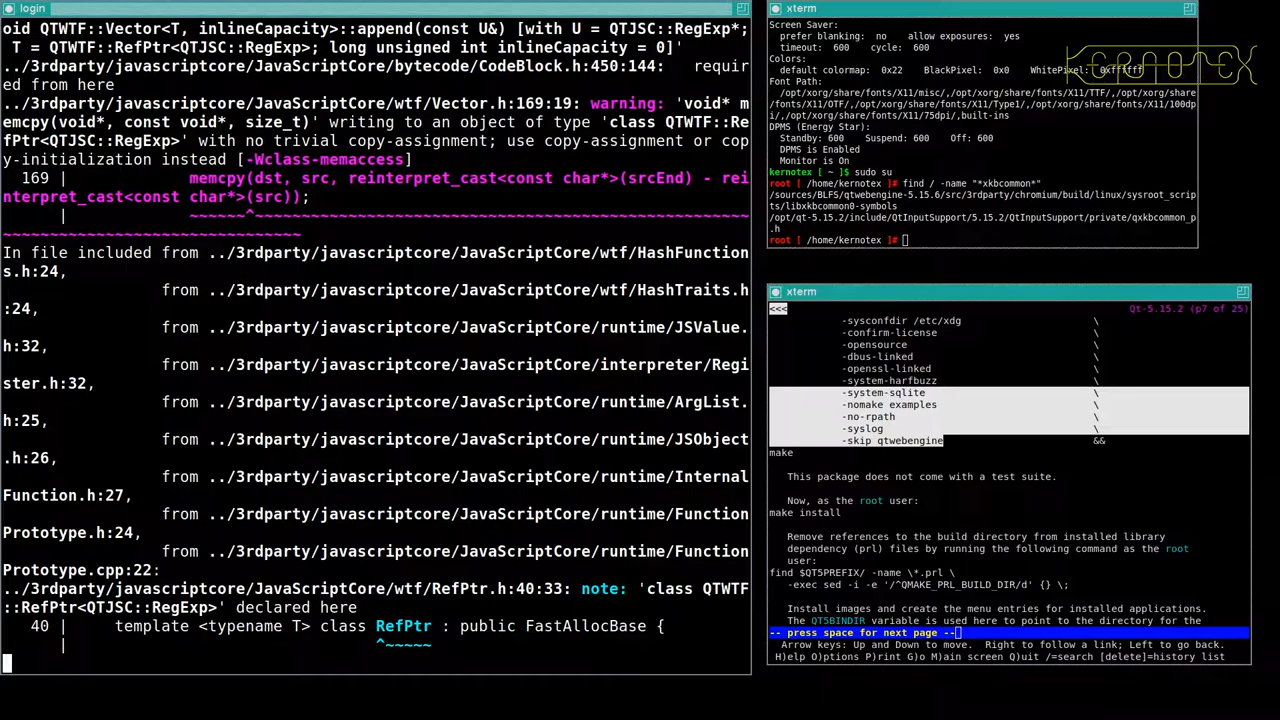 login
oid QTWTF::Vector<T, inlineCapacity>::append(const U&) [with U = QTJSC::RegExp*;
 T = QTWTF::RefPtr<QTJSC::RegExp>; long unsigned int inlineCapacity = 0]'
../3rdparty/javascriptcore/JavaScriptCore/bytecode/CodeBlock.h:450:144:   requir
ed from here
../3rdparty/javascriptcore/JavaScriptCore/wtf/Vector.h:169:19: warning: 'void* m
emcpy(void*, const void*, size_t)' writing to an object of type 'class QTWTF::Re
fPtr<QTJSC::RegExp>' with no trivial copy-assignment; use copy-assignment or cop
y-initialization instead [-Wclass-memaccess]
  169 |             memcpy(dst, src, reinterpret_cast<const char*>(srcEnd) - rei
nterpret_cast<const char*>(src));
      |             ~~~~~~^~~~~~~~~~~~~~~~~~~~~~~~~~~~~~~~~~~~~~~~~~~~~~~~~~~~~~~
~~~~~~~~~~~~~~~~~~~~~~~~~~~~~~~~
In file included from ../3rdparty/javascriptcore/JavaScriptCore/wtf/HashFunction
s.h:24,
                 from ../3rdparty/javascriptcore/JavaScriptCore/wtf/HashTraits.h
:24,
                 from ../3rdparty/javascriptcore/JavaScriptCore/runtime/JSValue.
h:32,
                 from ../3rdparty/javascriptcore/JavaScriptCore/interpreter/Regi
ster.h:32,
                 from ../3rdparty/javascriptcore/JavaScriptCore/runtime/ArgList.
h:25,
                 from ../3rdparty/javascriptcore/JavaScriptCore/runtime/JSObject
.h:26,
                 from ../3rdparty/javascriptcore/JavaScriptCore/runtime/Internal
Function.h:27,
                 from ../3rdparty/javascriptcore/JavaScriptCore/runtime/Function
Prototype.h:24,
                 from ../3rdparty/javascriptcore/JavaScriptCore/runtime/Function
Prototype.cpp:22:
../3rdparty/javascriptcore/JavaScriptCore/wtf/RefPtr.h:40:33: note: 'class QTWTF
::RefPtr<QTJSC::RegExp>' declared here
   40 |     template <typename T> class RefPtr : public FastAllocBase {
      |                                 ^~~~~~
xterm
Screen Saver:
  prefer blanking:  no    allow exposures:  yes
  timeout:  600    cycle:  600
Colors:
  default colormap:  0x22    BlackPixel:  0x0    WhitePixel:  0xffffff
Font Path:
  /opt/xorg/share/fonts/X11/misc/,/opt/xorg/share/fonts/X11/TTF/,/opt/xorg/share
/fonts/X11/OTF/,/opt/xorg/share/fonts/X11/Type1/,/opt/xorg/share/fonts/X11/100dp
i/,/opt/xorg/share/fonts/X11/75dpi/,built-ins
DPMS (Energy Star):
  Standby: 600    Suspend: 600    Off: 600
  DPMS is Enabled
  Monitor is On
kernotex [ ~ ]$ sudo su
root [ /home/kernotex ]# find / -name "*xkbcommon*"
/sources/BLFS/qtwebengine-5.15.6/src/3rdparty/chromium/build/linux/sysroot_scrip
ts/libxkbcommon0-symbols
/opt/qt-5.15.2/include/QtInputSupport/5.15.2/QtInputSupport/private/qxkbcommon_p
.h
root [ /home/kernotex ]#
KERNOTEX
xterm
<<<                                                     Qt-5.15.2 (p7 of 25)
            -sysconfdir /etc/xdg                      \
            -confirm-license                          \
            -opensource                               \
            -dbus-linked                              \
            -openssl-linked                           \
            -system-harfbuzz                          \
            -system-sqlite                            \
            -nomake examples                          \
            -no-rpath                                 \
            -syslog                                   \
            -skip qtwebengine                         &&
make
   This package does not come with a test suite.
   Now, as the root user:
make install
   Remove references to the build directory from installed library
   dependency (prl) files by running the following command as the root
   user:
find $QT5PREFIX/ -name \*.prl \
   -exec sed -i -e '/^QMAKE_PRL_BUILD_DIR/d' {} \;
   Install images and create the menu entries for installed applications.
   The QT5BINDIR variable is used here to point to the directory for the
-- press space for next page --
  Arrow keys: Up and Down to move.  Right to follow a link; Left to go back.
 H)elp O)ptions P)rint G)o M)ain screen Q)uit /=search [delete]=history list